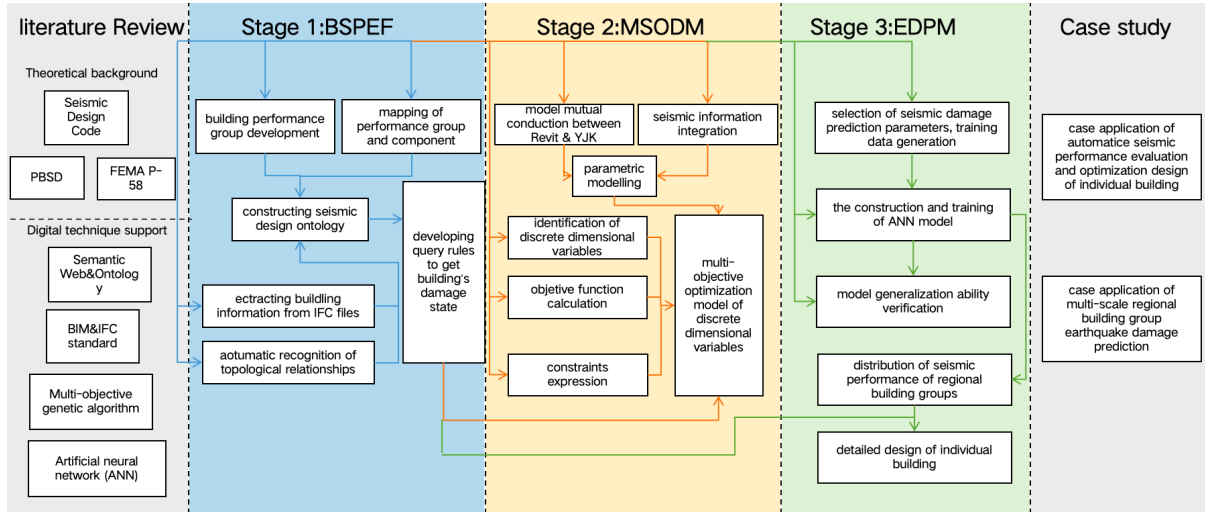 literature Review
Theoretical background
Seismic
Design
Code
PBSD
FEMA P-
58
Digital technique support
Semantic
Web&Ontolog
y
BIM&IFC
standard
Multi-objective
genetic algorithm
Artificial neural
network (ANN)
Stage 1:BSPEF
building performance
group development
mapping of
performance group
and component
constructing seismic
design ontology
developing
query rules
to get
building's
damage
state
ectracting buildling
information from IFC files
aotumatic recognition of
topological relationships
Stage 2:MSODM
model mutual
conduction between
Revit & YJK
seismic information
integration
parametric
modelling
identification of
discrete dimensional
variables
objetive function
calculation
constraints
expression
multi-
objective
optimization
model of
discrete
dimensional
variables
Stage 3:EDPM
selection of seismic damage
prediction parameters, training
data generation
the construction and training
of ANN model
model generalization ability
verification
distribution of seismic
performance of regional
building groups
detailed design of individual
building
Case study
case application of
automatice seismic
performance evaluation
and optimization design
of individual building
case application of
multi-scale regional
building group
earthquake damage
prediction